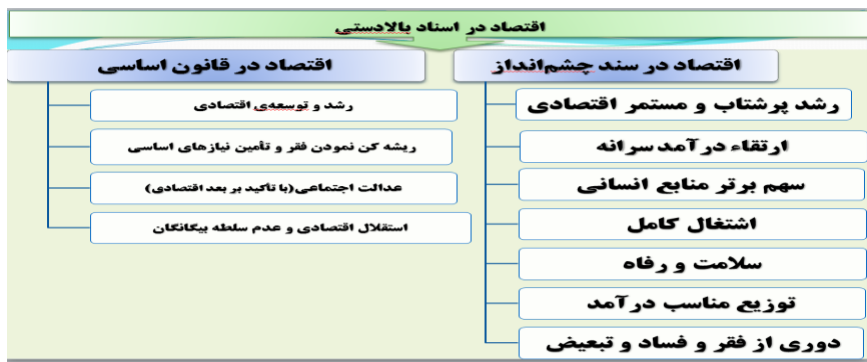 اقتصاد در اسناد بالادستی
اقتصاد در سند چشم‌انداز
رشد پرشتاب و مستمر اقتصادی
ارتقاء درآمد سرانه
سهم برتر منابع انسانی
اشتغال کامل
سلامت و رفاه
توزیع مناسب درآمد
دوری از فقر و فساد و تبعیض
اقتصاد در قانون اساسی
رشد و توسعه‌ی اقتصادی
ریشه کن نمودن فقر و تأمین نیازهای اساسی
عدالت اجتماعی(با تأکید بر بعد اقتصادی)
استقلال اقتصادی و عدم سلطه بیگانگان